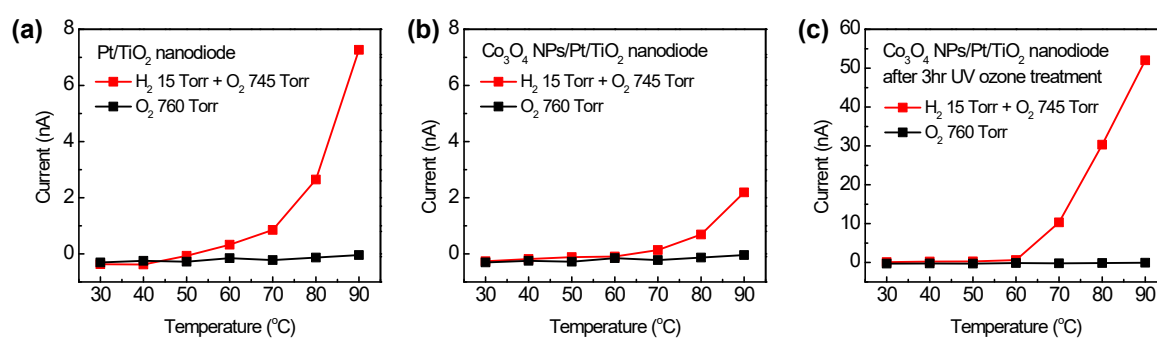 (a)
Pt/TiO₂ nanodiode
H₂ 15 Torr + O₂ 745 Torr
O₂ 760 Torr
Current (nA)
8
6
4
2
0
30 40 50 60 70 80 90
Temperature (°C)
(b)
Co₃O₄ NPs/Pt/TiO₂ nanodiode
H₂ 15 Torr + O₂ 745 Torr
O₂ 760 Torr
Current (nA)
8
6
4
2
0
30 40 50 60 70 80 90
Temperature (°C)
(c)
Co₃O₄ NPs/Pt/TiO₂ nanodiode
after 3hr UV ozone treatment
H₂ 15 Torr + O₂ 745 Torr
O₂ 760 Torr
Current (nA)
60
50
40
30
20
10
0
30 40 50 60 70 80 90
Temperature (°C)